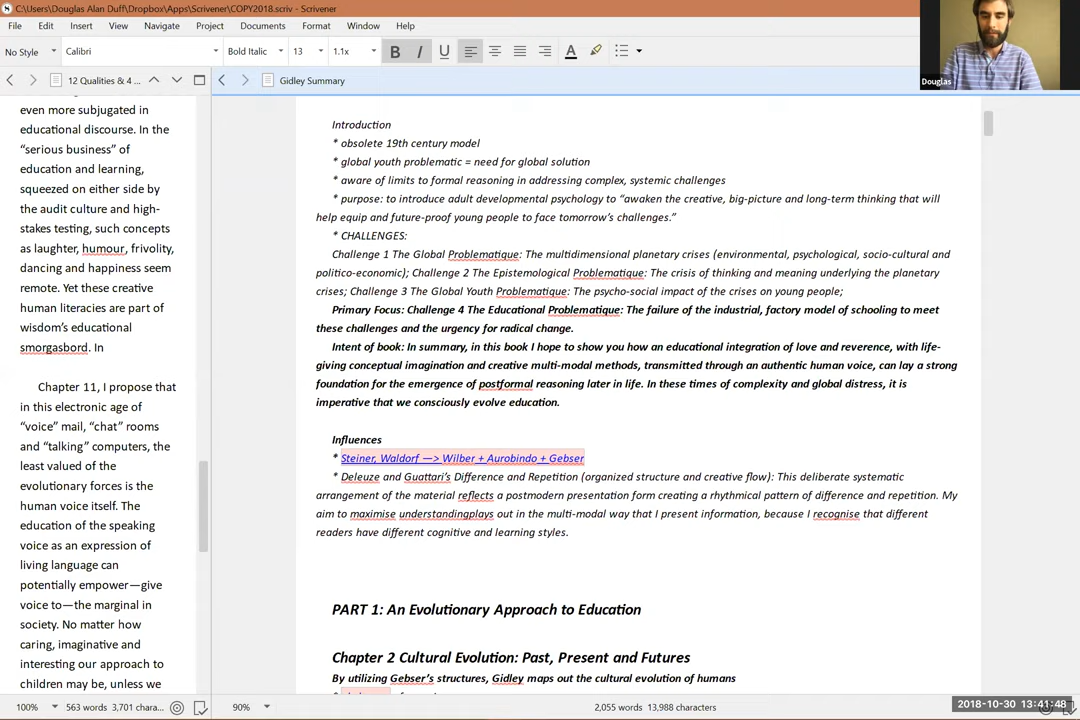 C:\Users\Douglas Alan Duff\Dropbox\Apps\Scrivener\COPY2018.scriv - Scrivener
File Edit Insert View Navigate Project Documents Format Window Help
No Style Calibri Bold Italic 13 1.1x B I U A
12 Qualities & 4 ...
Gidley Summary
Douglas
even more subjugated in
educational discourse. In the
“serious business” of
education and learning,
squeezed on either side by
the audit culture and high-
stakes testing, such concepts
as laughter, humour, frivolity,
dancing and happiness seem
remote. Yet these creative
human literacies are part of
wisdom’s educational
smorgasbord. In
Chapter 11, I propose that
in this electronic age of
“voice” mail, “chat” rooms
and “talking” computers, the
least valued of the
evolutionary forces is the
human voice itself. The
education of the speaking
voice as an expression of
living language can
potentially empower—give
voice to—the marginal in
society. No matter how
caring, imaginative and
interesting our approach to
children may be, unless we
Introduction
* obsolete 19th century model
* global youth problematic = need for global solution
* aware of limits to formal reasoning in addressing complex, systemic challenges
* purpose: to introduce adult developmental psychology to “awaken the creative, big-picture and long-term thinking that will
help equip and future-proof young people to face tomorrow’s challenges.”
* CHALLENGES:
Challenge 1 The Global Problematique: The multidimensional planetary crises (environmental, psychological, socio-cultural and
politico-economic); Challenge 2 The Epistemological Problematique: The crisis of thinking and meaning underlying the planetary
crises; Challenge 3 The Global Youth Problematique: The psycho-social impact of the crises on young people;
Primary Focus: Challenge 4 The Educational Problematique: The failure of the industrial, factory model of schooling to meet
these challenges and the urgency for radical change.
Intent of book: In summary, in this book I hope to show you how an educational integration of love and reverence, with life-
giving conceptual imagination and creative multi-modal methods, transmitted through an authentic human voice, can lay a strong
foundation for the emergence of postformal reasoning later in life. In these times of complexity and global distress, it is
imperative that we consciously evolve education.
Influences
* Steiner, Waldorf —> Wilber + Aurobindo + Gebser
* Deleuze and Guattari’s Difference and Repetition (organized structure and creative flow): This deliberate systematic
arrangement of the material reflects a postmodern presentation form creating a rhythmical pattern of difference and repetition. My
aim to maximise understandingplays out in the multi-modal way that I present information, because I recognise that different
readers have different cognitive and learning styles.
PART 1: An Evolutionary Approach to Education
Chapter 2 Cultural Evolution: Past, Present and Futures
By utilizing Gebser’s structures, Gidley maps out the cultural evolution of humans
100% 563 words 3,701 chara...
90% 2,055 words 13,988 characters
2018-10-30 13:41:48